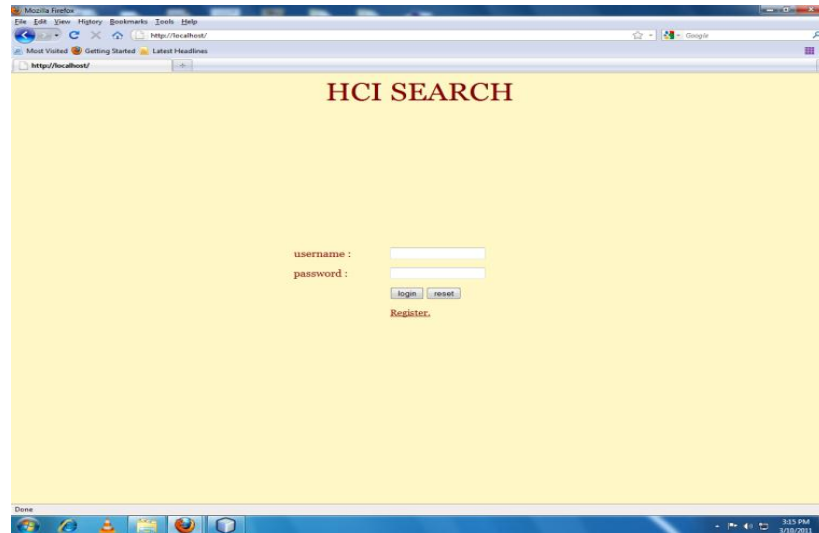 Mozilla Firefox
File Edit View History Bookmarks Tools Help
http://localhost/
Google
Most Visited Getting Started Latest Headlines
http://localhost/
HCI SEARCH
username :
password :
login reset
Register.
Done
3:15 PM
3/10/2011